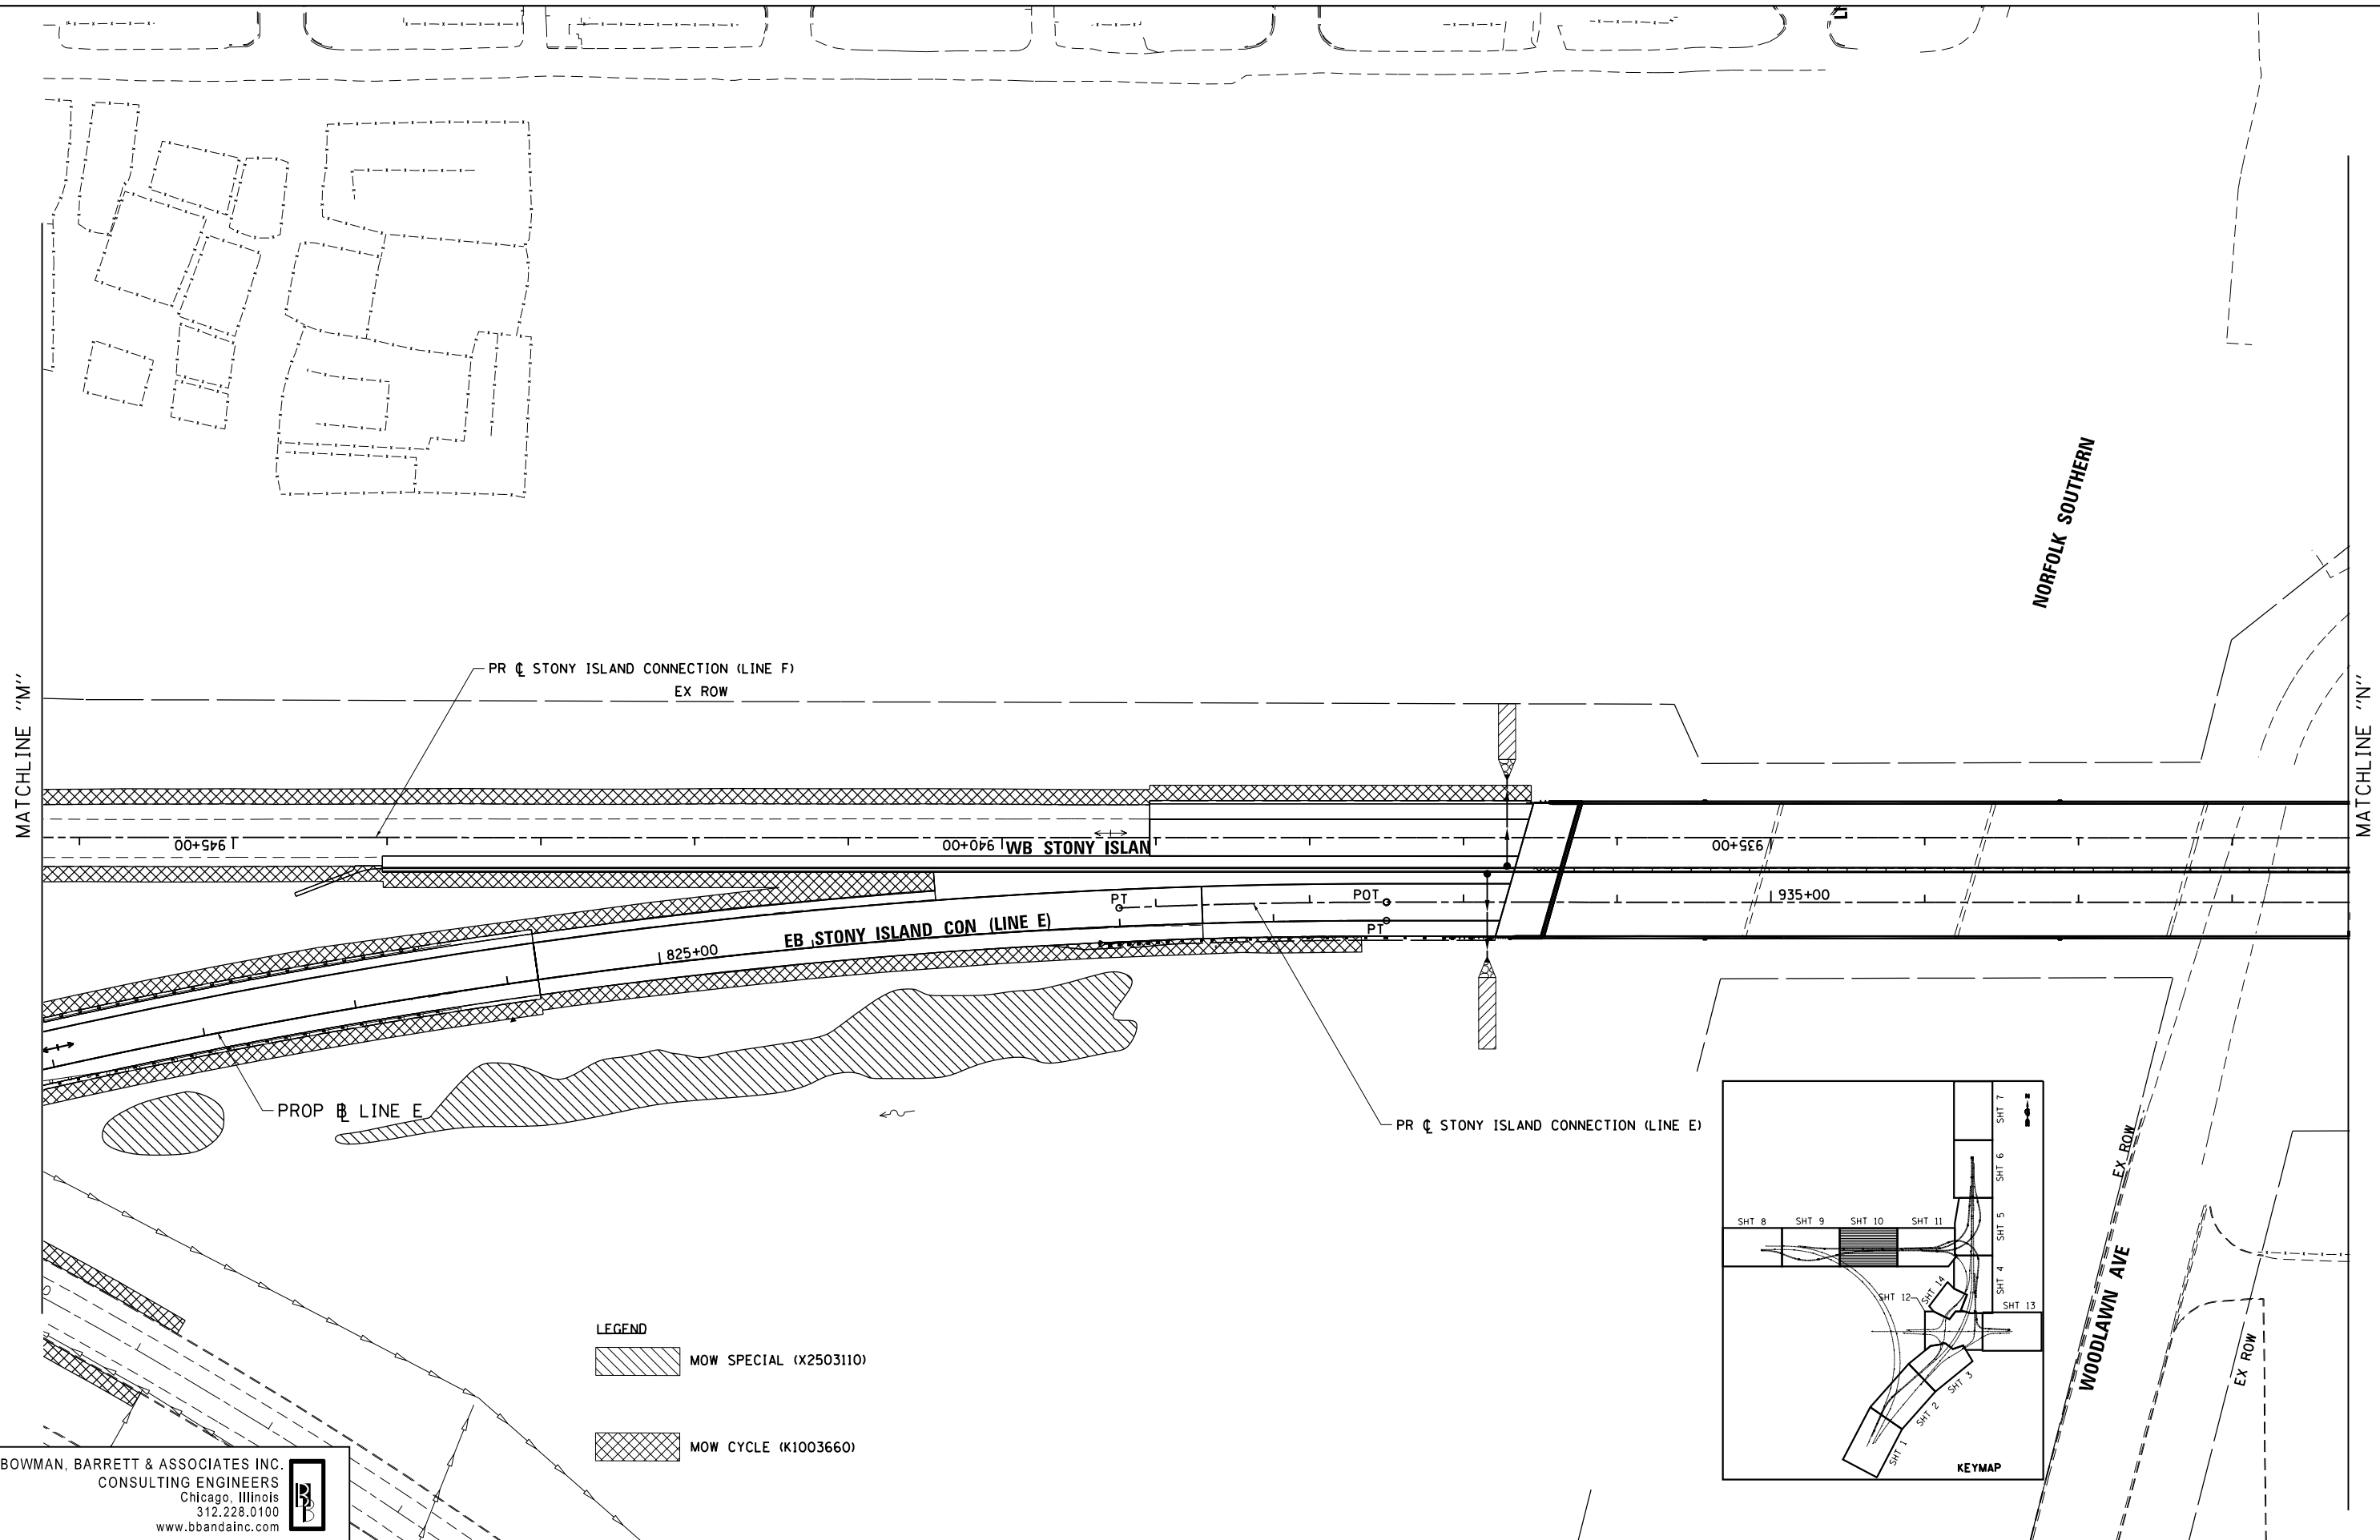 NORFOLK SOUTHERN
PR ℄ STONY ISLAND CONNECTION (LINE F)
EX ROW
MATCHLINE "M"
MATCHLINE "N"
945+00
940+00
WB STONY ISLAN
935+00
935+00
PT
POT
PT
EB STONY ISLAND CON (LINE E)
825+00
PROP B LINE E
PR ℄ STONY ISLAND CONNECTION (LINE E)
EX ROW
WOODLAWN AVE
EX ROW
SHT 7
SHT 6
SHT 5
SHT 4
SHT 8
SHT 9
SHT 10
SHT 11
SHT 12
SHT 14
SHT 13
SHT 3
SHT 2
SHT 1
KEYMAP
LEGEND
MOW SPECIAL (X2503110)
MOW CYCLE (K1003660)
BOWMAN, BARRETT & ASSOCIATES INC.
CONSULTING ENGINEERS
Chicago, Illinois
312.228.0100
www.bbandainc.com